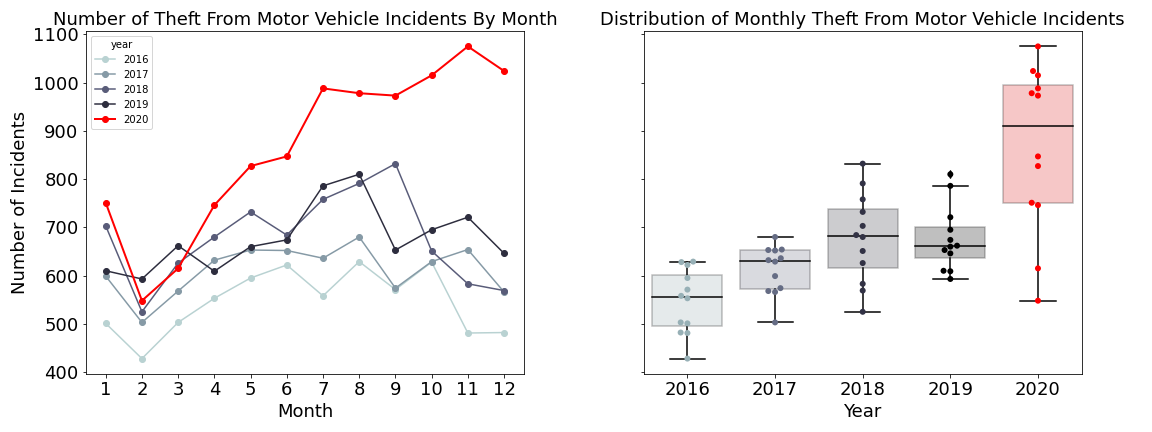 Number of Theft From Motor Vehicle Incidents By Month
1100
1000
900
800
700
600
500
400
Number of Incidents
year
2016
2017
2018
2019
2020
1 2 3 4 5 6 7 8 9 10 11 12
Month
Distribution of Monthly Theft From Motor Vehicle Incidents
2016 2017 2018 2019 2020
Year